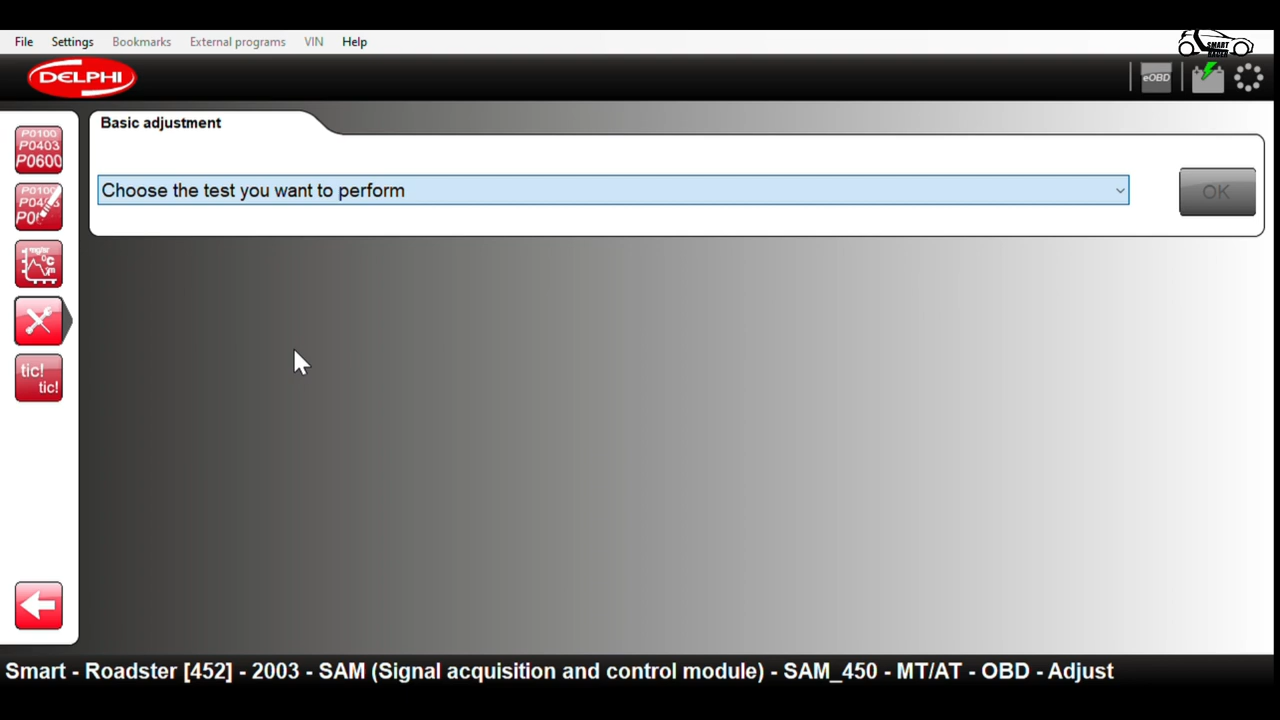 File Settings Bookmarks External programs VIN Help
SMART
DELPHI
eOBD
Basic adjustment
P0100
P0403
P0600
Choose the test you want to perform
OK
P0100
°C
tic!
tic!
Smart - Roadster [452] - 2003 - SAM (Signal acquisition and control module) - SAM_450 - MT/AT - OBD - Adjust